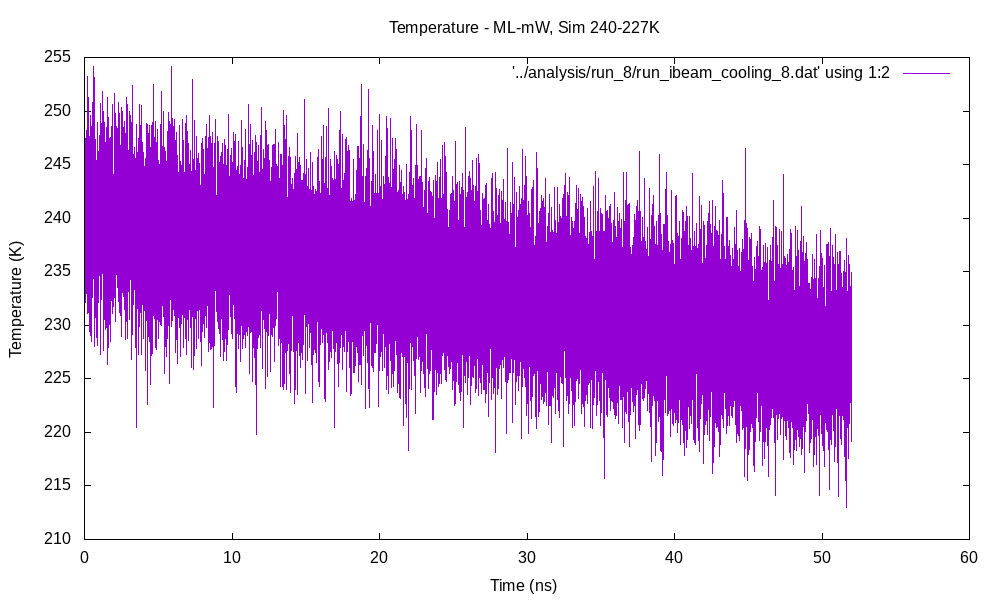 Temperature - ML-mW, Sim 240-227K
'../analysis/run_8/run_ibeam_cooling_8.dat' using 1:2
255
250
245
240
235
230
225
220
215
210
Temperature (K)
0 10 20 30 40 50 60
Time (ns)